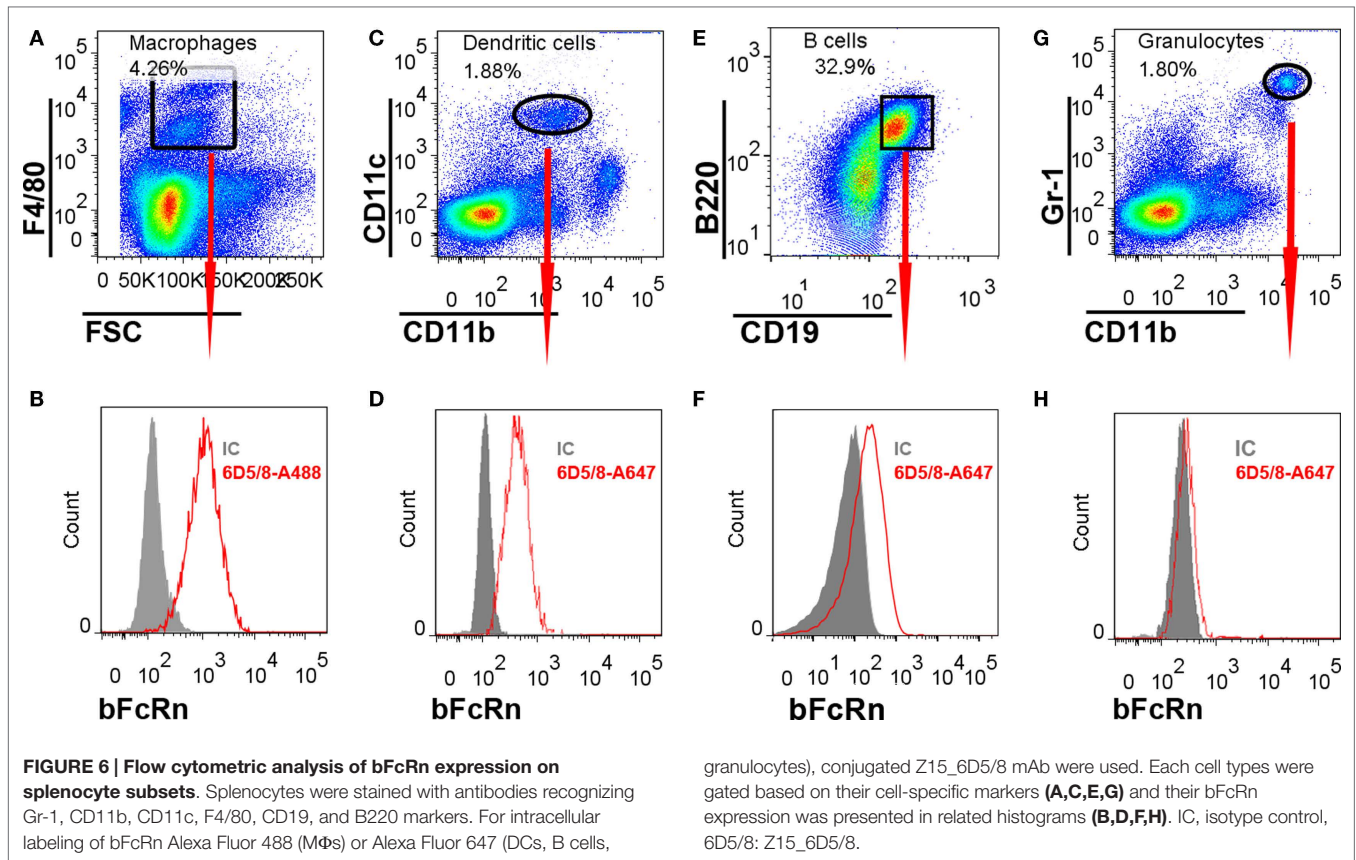 A
Macrophages
4.26%
10^5
10^4
10^3
10^2
0
F4/80
0 50K 100K 150K 200K 250K
FSC
C
Dendritic cells
1.88%
10^5
10^4
10^3
10^2
0
CD11c
0 10^2 10^3 10^4 10^5
CD11b
E
B cells
32.9%
10^3
10^2
10^1
B220
10^1 10^2 10^3
CD19
G
Granulocytes
1.80%
10^5
10^4
10^3
10^2
0
Gr-1
0 10^2 10^3 10^4 10^5
CD11b
B
IC
6D5/8-A488
Count
0
0 10^2 10^3 10^4 10^5
bFcRn
D
IC
6D5/8-A647
Count
0
0 10^2 10^3 10^4 10^5
bFcRn
F
IC
6D5/8-A647
Count
0
0 10^1 10^2 10^3 10^4 10^5
bFcRn
H
IC
6D5/8-A647
Count
0
0 10^2 10^3 10^4 10^5
bFcRn
FIGURE 6 | Flow cytometric analysis of bFcRn expression on
splenocyte subsets. Splenocytes were stained with antibodies recognizing
Gr-1, CD11b, CD11c, F4/80, CD19, and B220 markers. For intracellular
labeling of bFcRn Alexa Fluor 488 (MΦs) or Alexa Fluor 647 (DCs, B cells,
granulocytes), conjugated Z15_6D5/8 mAb were used. Each cell types were
gated based on their cell-specific markers (A,C,E,G) and their bFcRn
expression was presented in related histograms (B,D,F,H). IC, isotype control,
6D5/8: Z15_6D5/8.